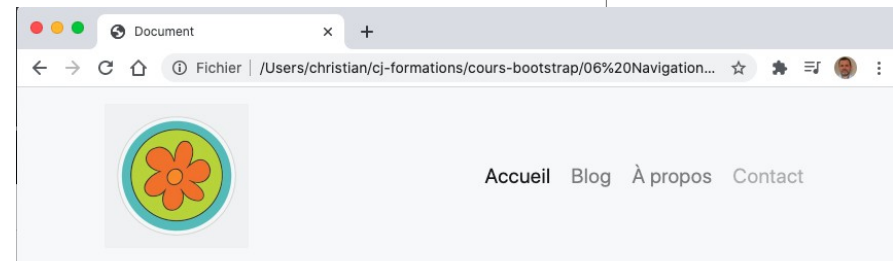 Document
Fichier /Users/christian/cj-formations/cours-bootstrap/06%20Navigation...
Accueil Blog À propos Contact